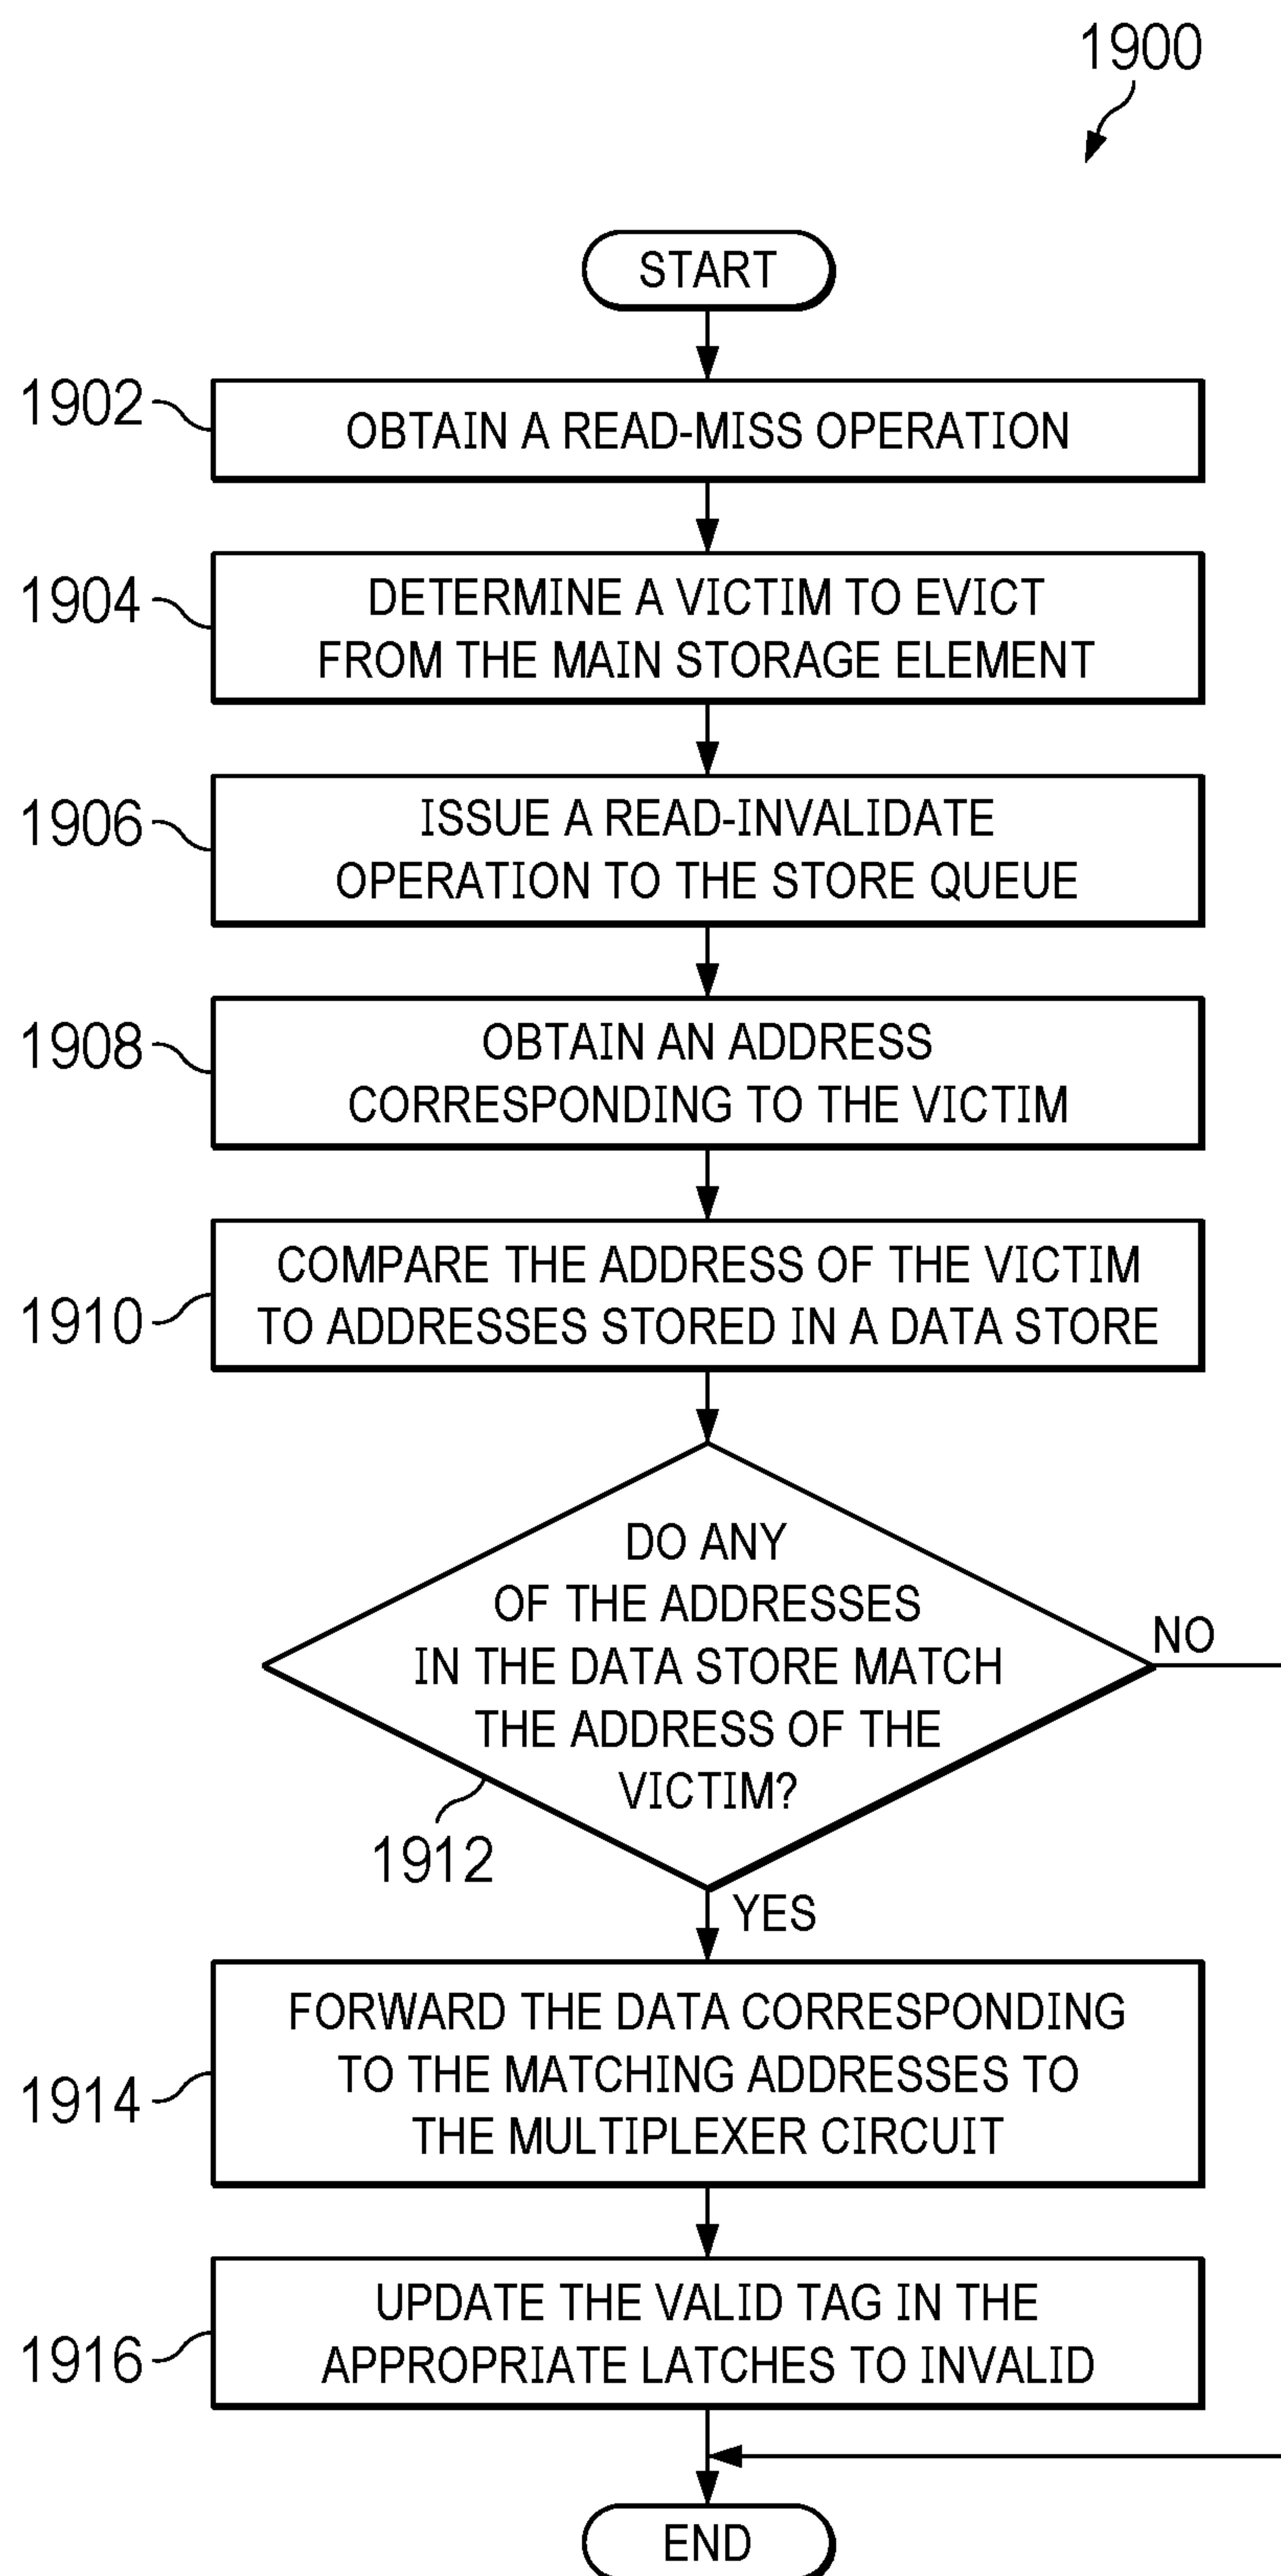 1900
START
1902
OBTAIN A READ-MISS OPERATION
1904
DETERMINE A VICTIM TO EVICT
FROM THE MAIN STORAGE ELEMENT
1906
ISSUE A READ-INVALIDATE
OPERATION TO THE STORE QUEUE
1908
OBTAIN AN ADDRESS
CORRESPONDING TO THE VICTIM
1910
COMPARE THE ADDRESS OF THE VICTIM
TO ADDRESSES STORED IN A DATA STORE
DO ANY
OF THE ADDRESSES
IN THE DATA STORE MATCH
THE ADDRESS OF THE
VICTIM?
NO
1912
YES
1914
FORWARD THE DATA CORRESPONDING
TO THE MATCHING ADDRESSES TO
THE MULTIPLEXER CIRCUIT
1916
UPDATE THE VALID TAG IN THE
APPROPRIATE LATCHES TO INVALID
END